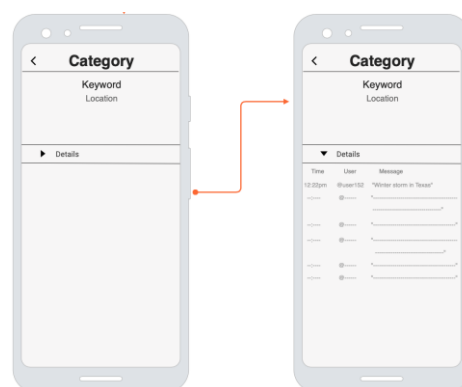 Category
Keyword
Location
Details
Category
Keyword
Location
Details
Time User Message
12:22pm @user102 "Winter storm in Texas"